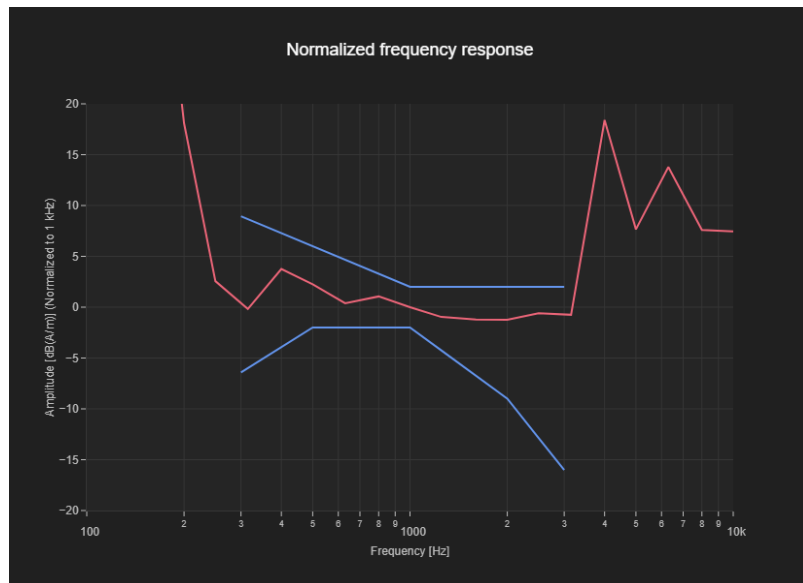 Normalized frequency response
Amplitude [dB(A/m)] (Normalized to 1 kHz)
20
15
10
5
0
−5
−10
−15
−20
100 2 3 4 5 6 7 8 9 1000 2 3 4 5 6 7 8 9 10k
Frequency [Hz]